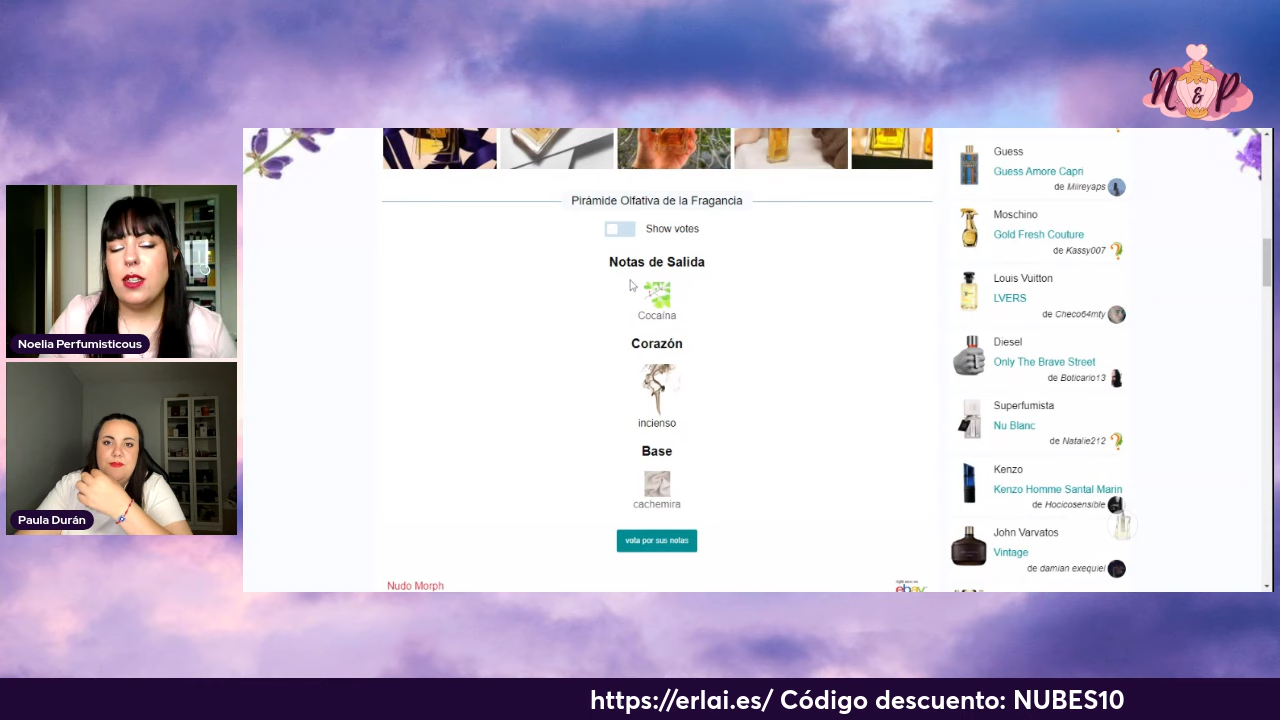 N & P
Noelia Perfumisticous
Paula Durán
Pirámide Olfativa de la Fragancia
Show votes
Notas de Salida
Cocaína
Corazón
incienso
Base
cachemira
vota por sus notas
Nudo Morph
ebay
Guess
Guess Amore Capri
de Miireyaps
Moschino
Gold Fresh Couture
de Kassy007
Louis Vuitton
LVERS
de Checo64mty
Diesel
Only The Brave Street
de Boticario13
Superfumista
Nu Blanc
de Natalie212
Kenzo
Kenzo Homme Santal Marin
de Hocicosensible
John Varvatos
Vintage
de damian exequiel
https://erlai.es/ Código descuento: NUBES10